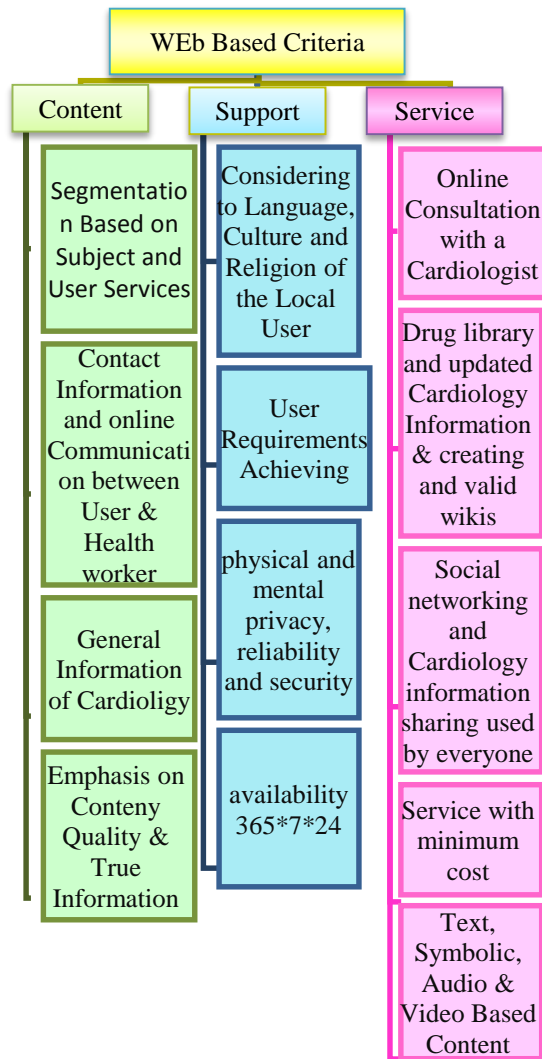 WEb Based Criteria
Content
Segmentatio
n Based on
Subject and
User Services
Contact
Information
and online
Communicati
on between
User &
Health
worker
General
Information
of Cardioligy
Emphasis on
Conteny
Quality &
True
Information
Support
Considering
to Language,
Culture and
Religion of
the Local
User
User
Requirements
Achieving
physical and
mental
privacy,
reliability
and security
availability
365*7*24
Service
Online
Consultation
with a
Cardiologist
Drug library
and updated
Cardiology
Information
& creating
and valid
wikis
Social
networking
and
Cardiology
information
sharing used
by everyone
Service with
minimum
cost
Text,
Symbolic,
Audio &
Video Based
Content